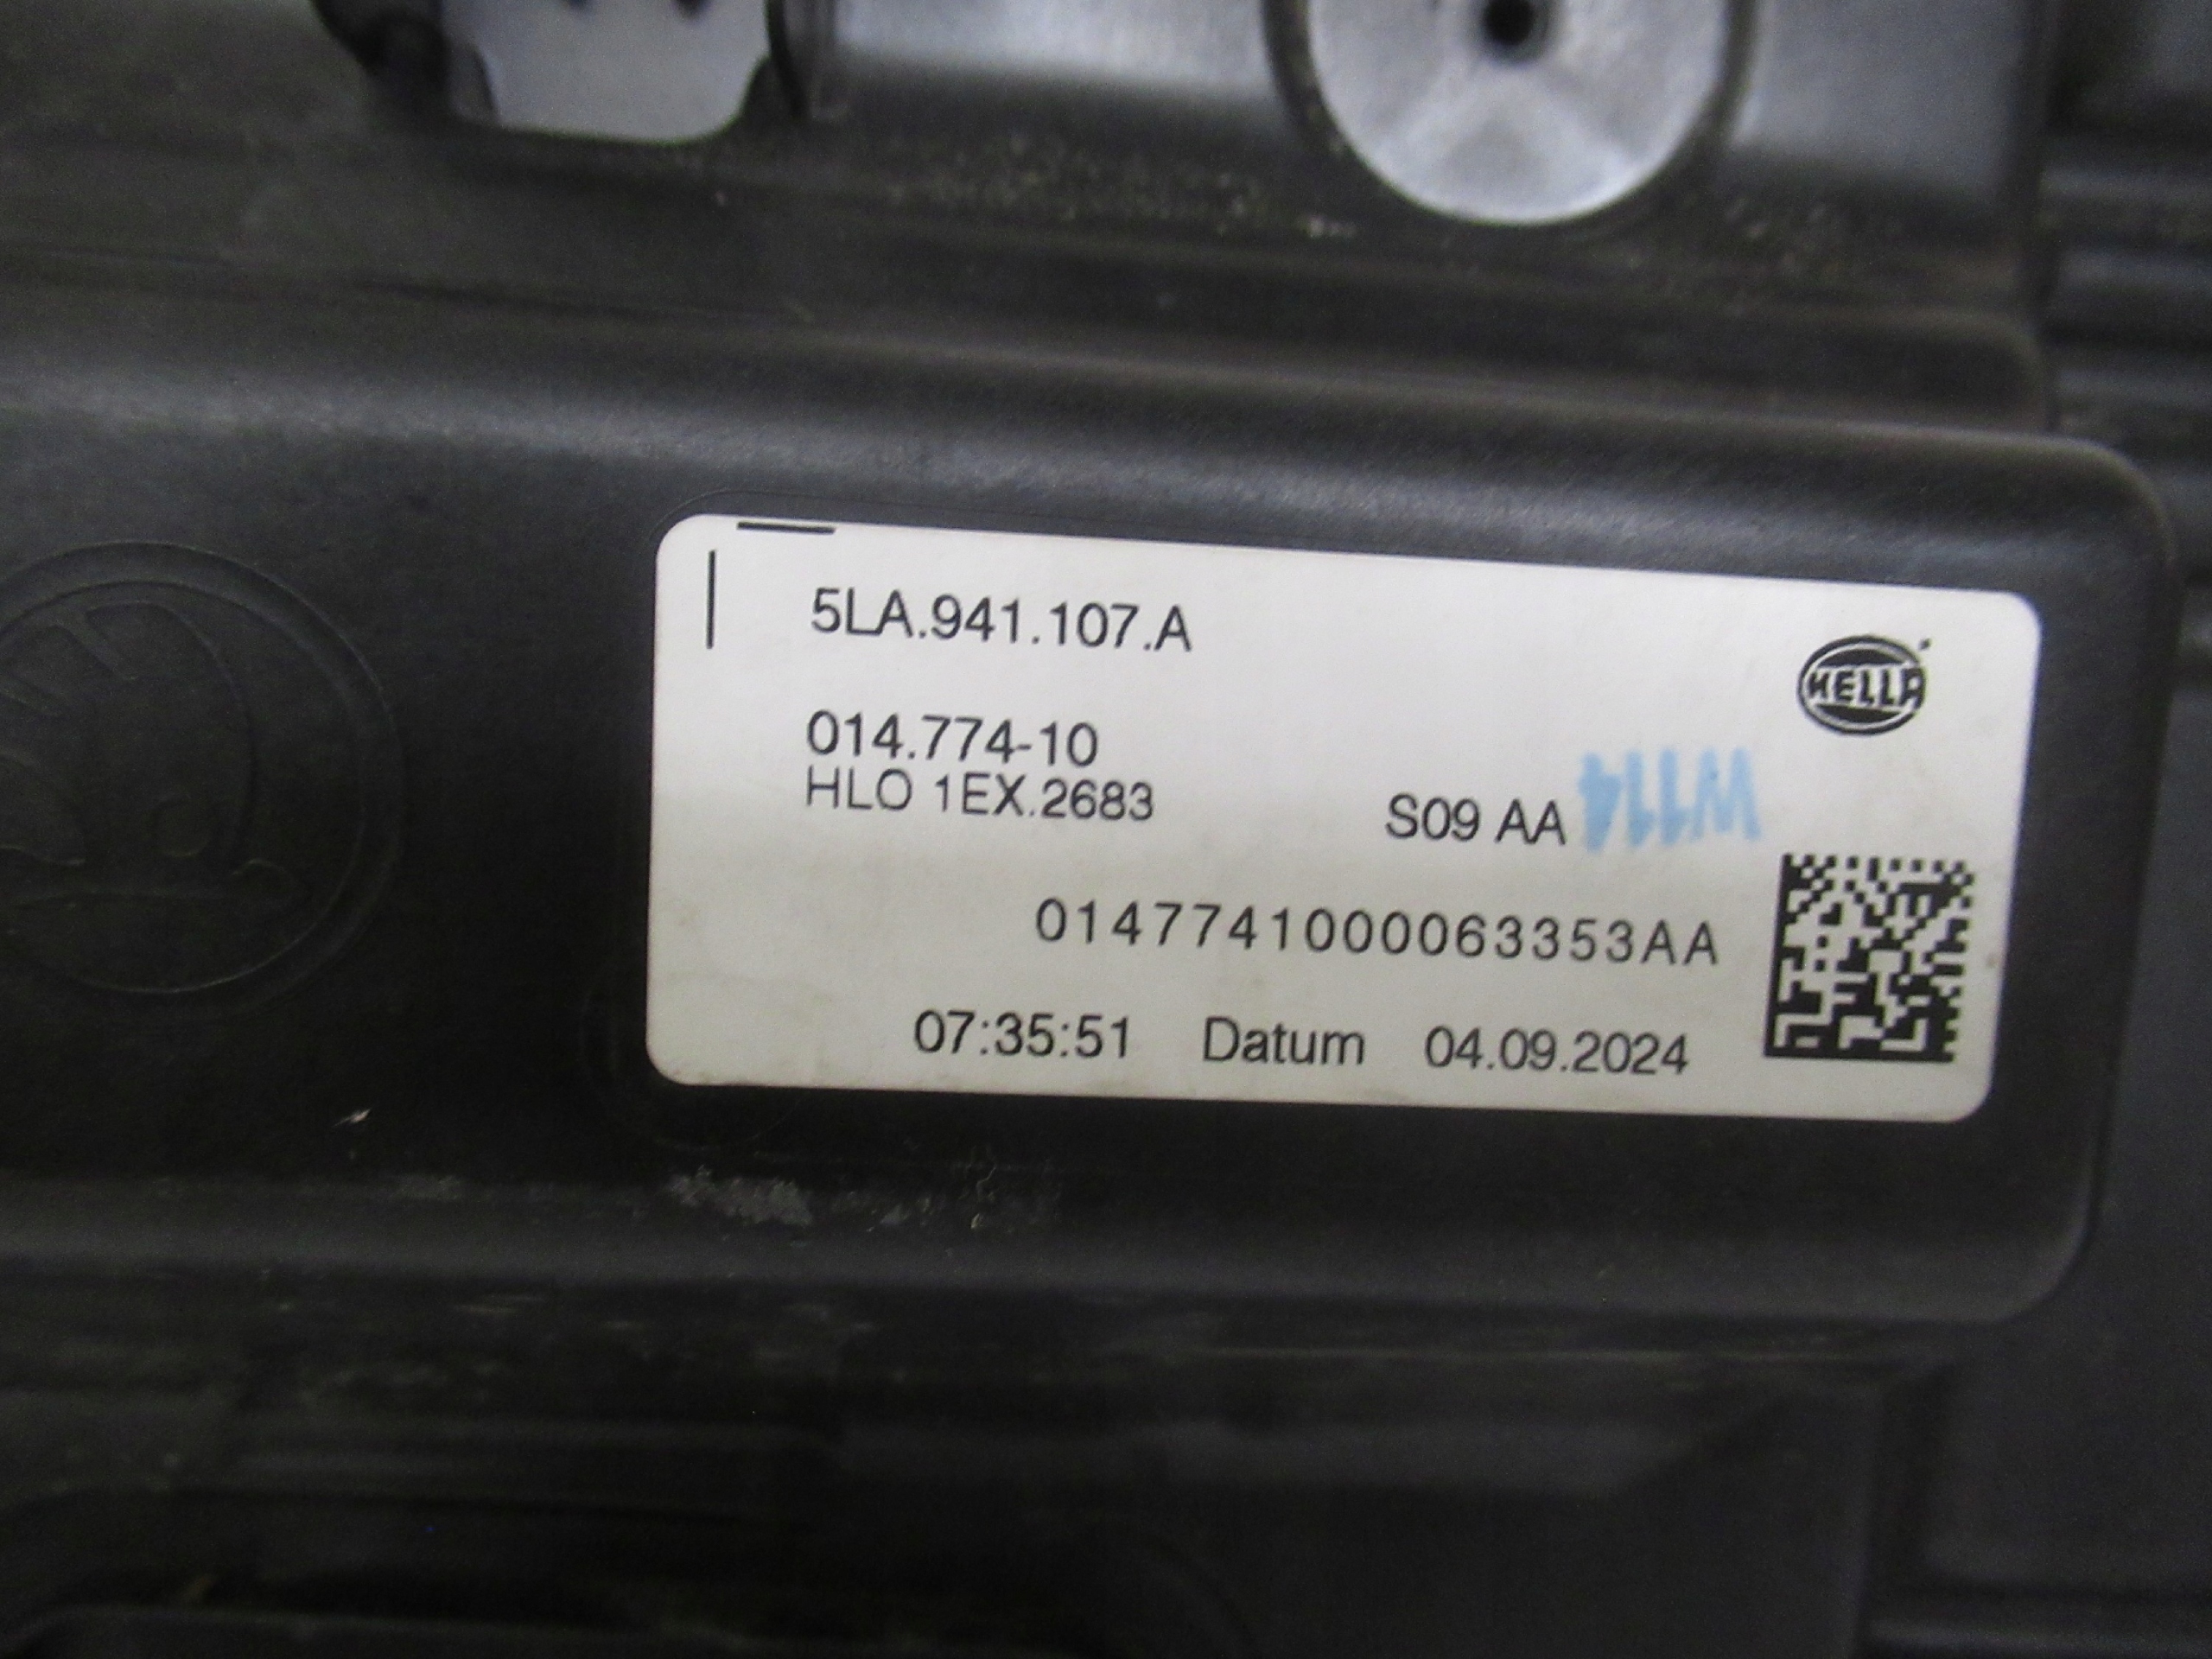 5LA.941.107.A
HELLA
014.774-10
HLO 1EX.2683
S09 AA
W114
0147741000063353AA
07:35:51 Datum 04.09.2024